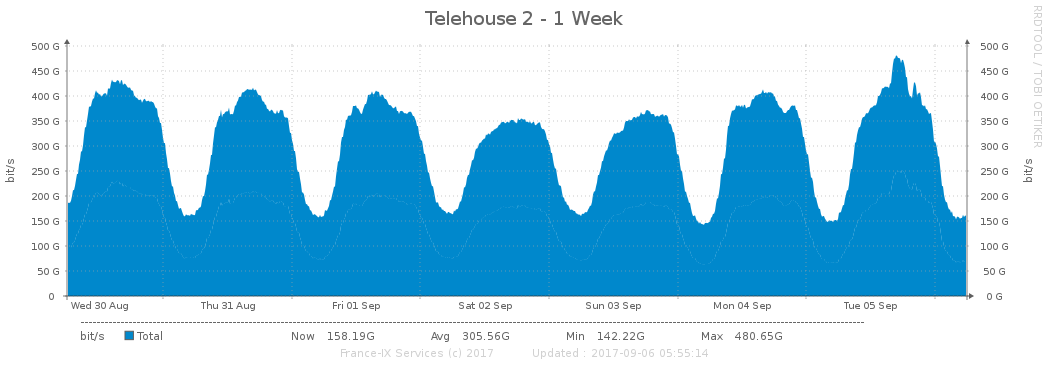 Telehouse 2 - 1 Week
RRDTOOL / TOBI OETIKER
500 G 500 G
450 G 450 G
400 G 400 G
350 G 350 G
300 G 300 G
250 G 250 G
200 G 200 G
150 G 150 G
100 G 100 G
50 G 50 G
0 0 G
bit/s bit/s
Wed 30 Aug Thu 31 Aug Fri 01 Sep Sat 02 Sep Sun 03 Sep Mon 04 Sep Tue 05 Sep
bit/s Total Now 158.19G Avg 305.56G Min 142.22G Max 480.65G
France-IX Services (c) 2017 Updated : 2017-09-06 05:55:14